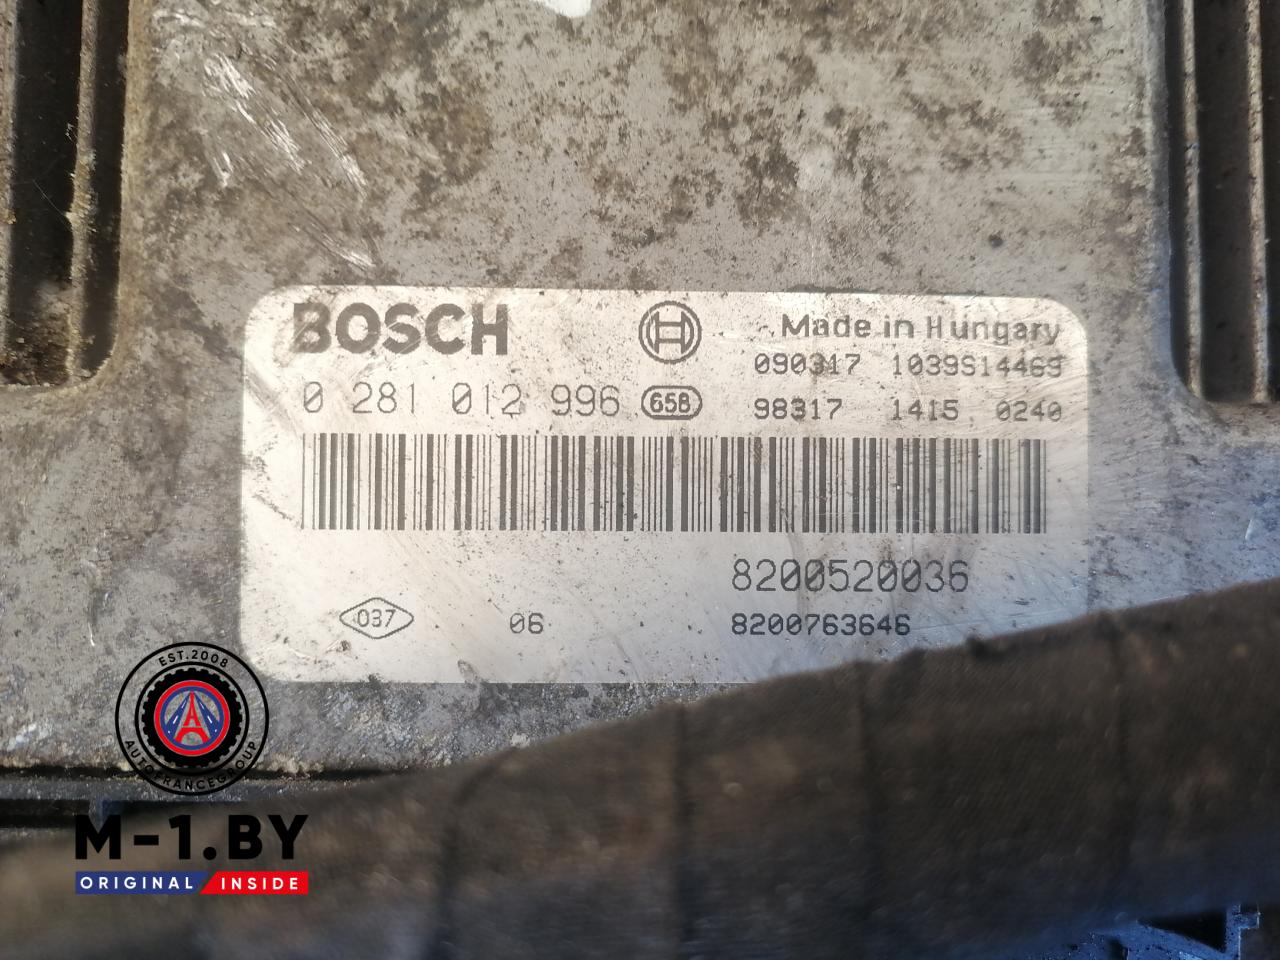 BOSCH
Made in Hungary
090317 1039S14469
0 281 012 996 65B
98317 1415 0240
8200520036
037 06 8200763646
EST.2008
AUTOFRANCEGROUP
M-1.BY
ORIGINAL INSIDE